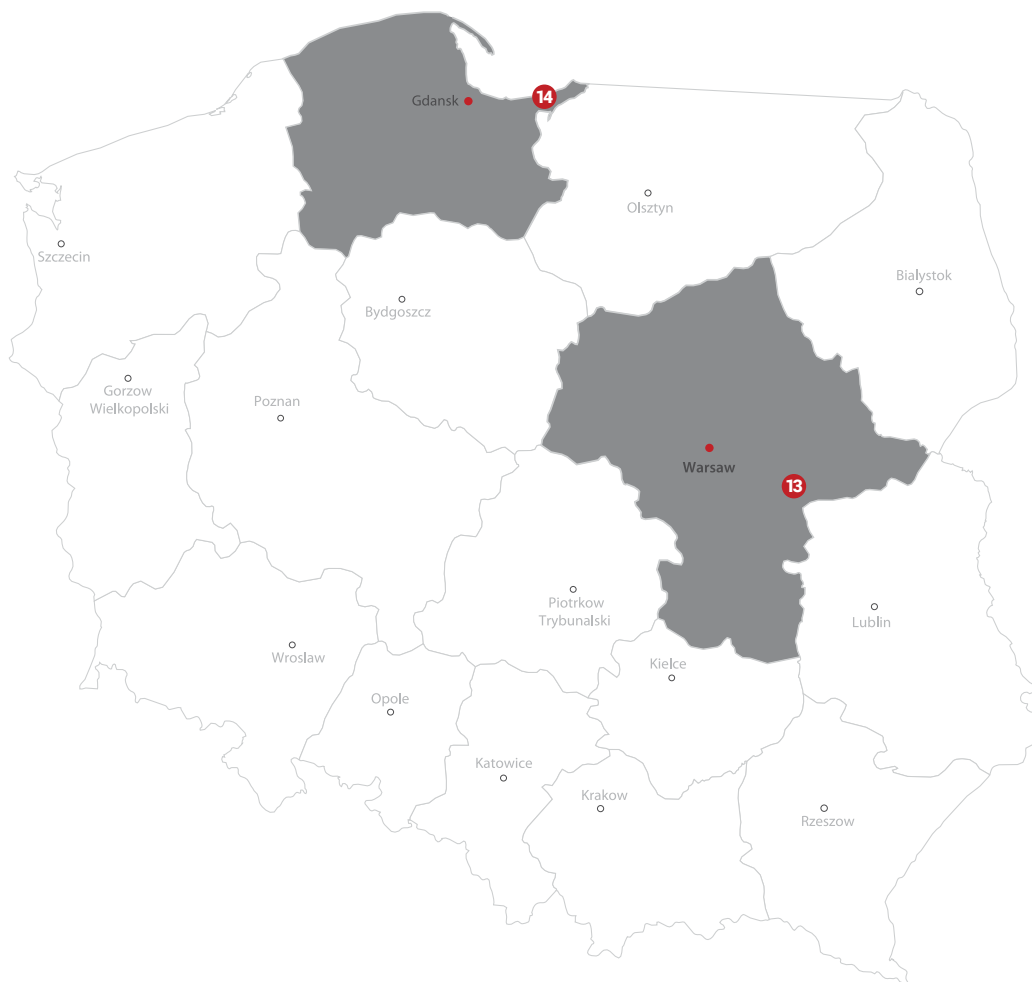 14
Gdansk
Olsztyn
Szczecin
Bialystok
Bydgoszcz
Gorzow
Wielkopolski
Poznan
Warsaw
13
Piotrkow
Trybunalski
Lublin
Wroslaw
Kielce
Opole
Katowice
Krakow
Rzeszow